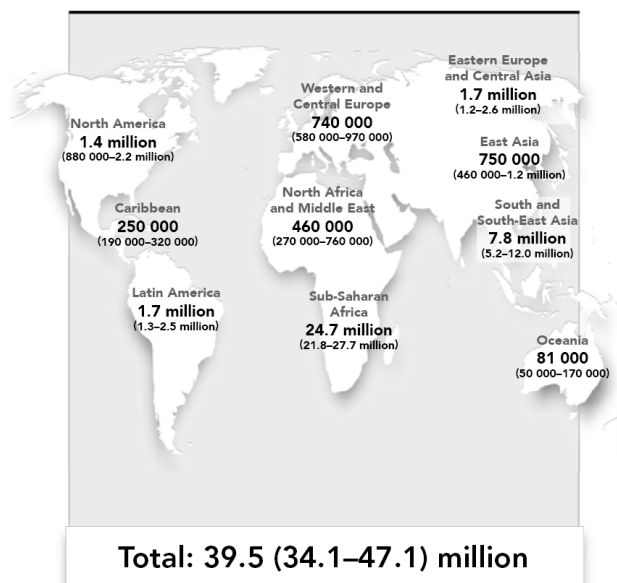 Eastern Europe
and Central Asia
1.7 million
(1.2–2.6 million)
Western and
Central Europe
740 000
(580 000–970 000)
North America
1.4 million
(880 000–2.2 million)
East Asia
750 000
(460 000–1.2 million)
Caribbean
250 000
(190 000–320 000)
North Africa
and Middle East
460 000
(270 000–760 000)
South and
South-East Asia
7.8 million
(5.2–12.0 million)
Latin America
1.7 million
(1.3–2.5 million)
Sub-Saharan
Africa
24.7 million
(21.8–27.7 million)
Oceania
81 000
(50 000–170 000)
Total: 39.5 (34.1–47.1) million